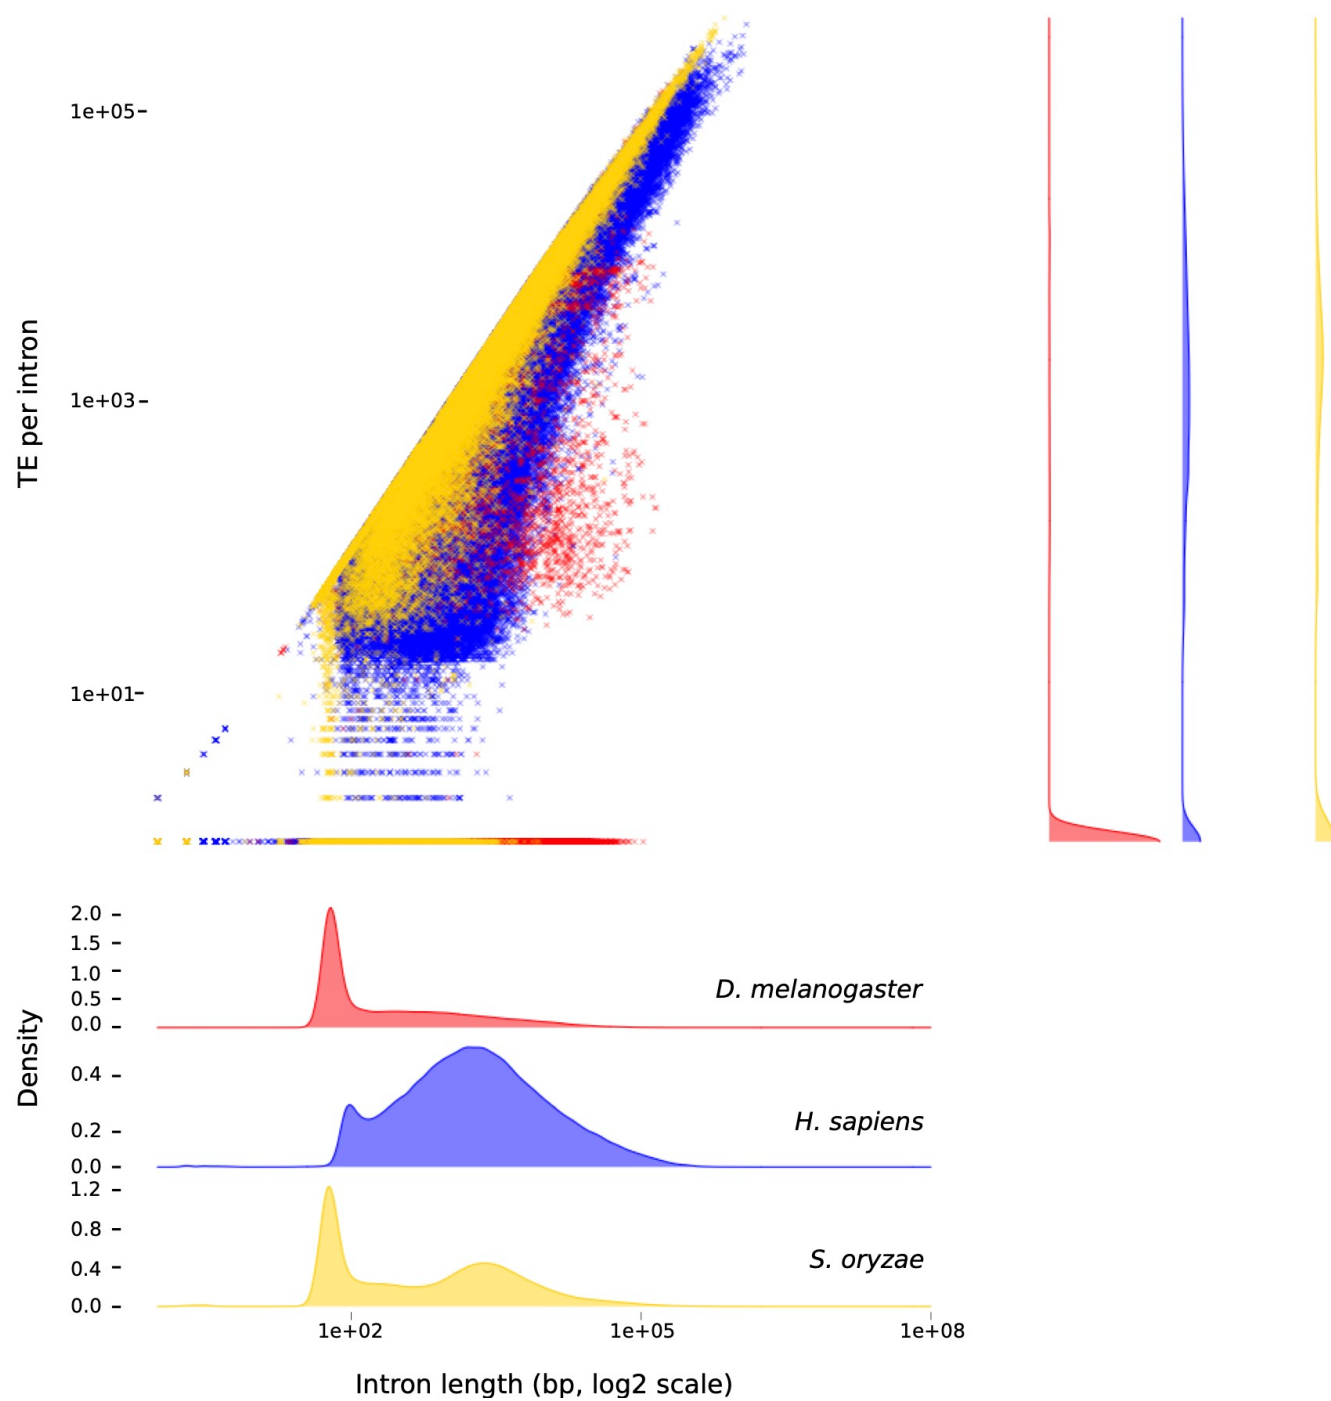 1e+05
1e+03
1e+01
TE per intron
2.0
1.5
1.0
0.5
0.0
D. melanogaster
0.4
0.2
0.0
H. sapiens
1.2
0.8
0.4
0.0
S. oryzae
Density
1e+02 1e+05 1e+08
Intron length (bp, log2 scale)